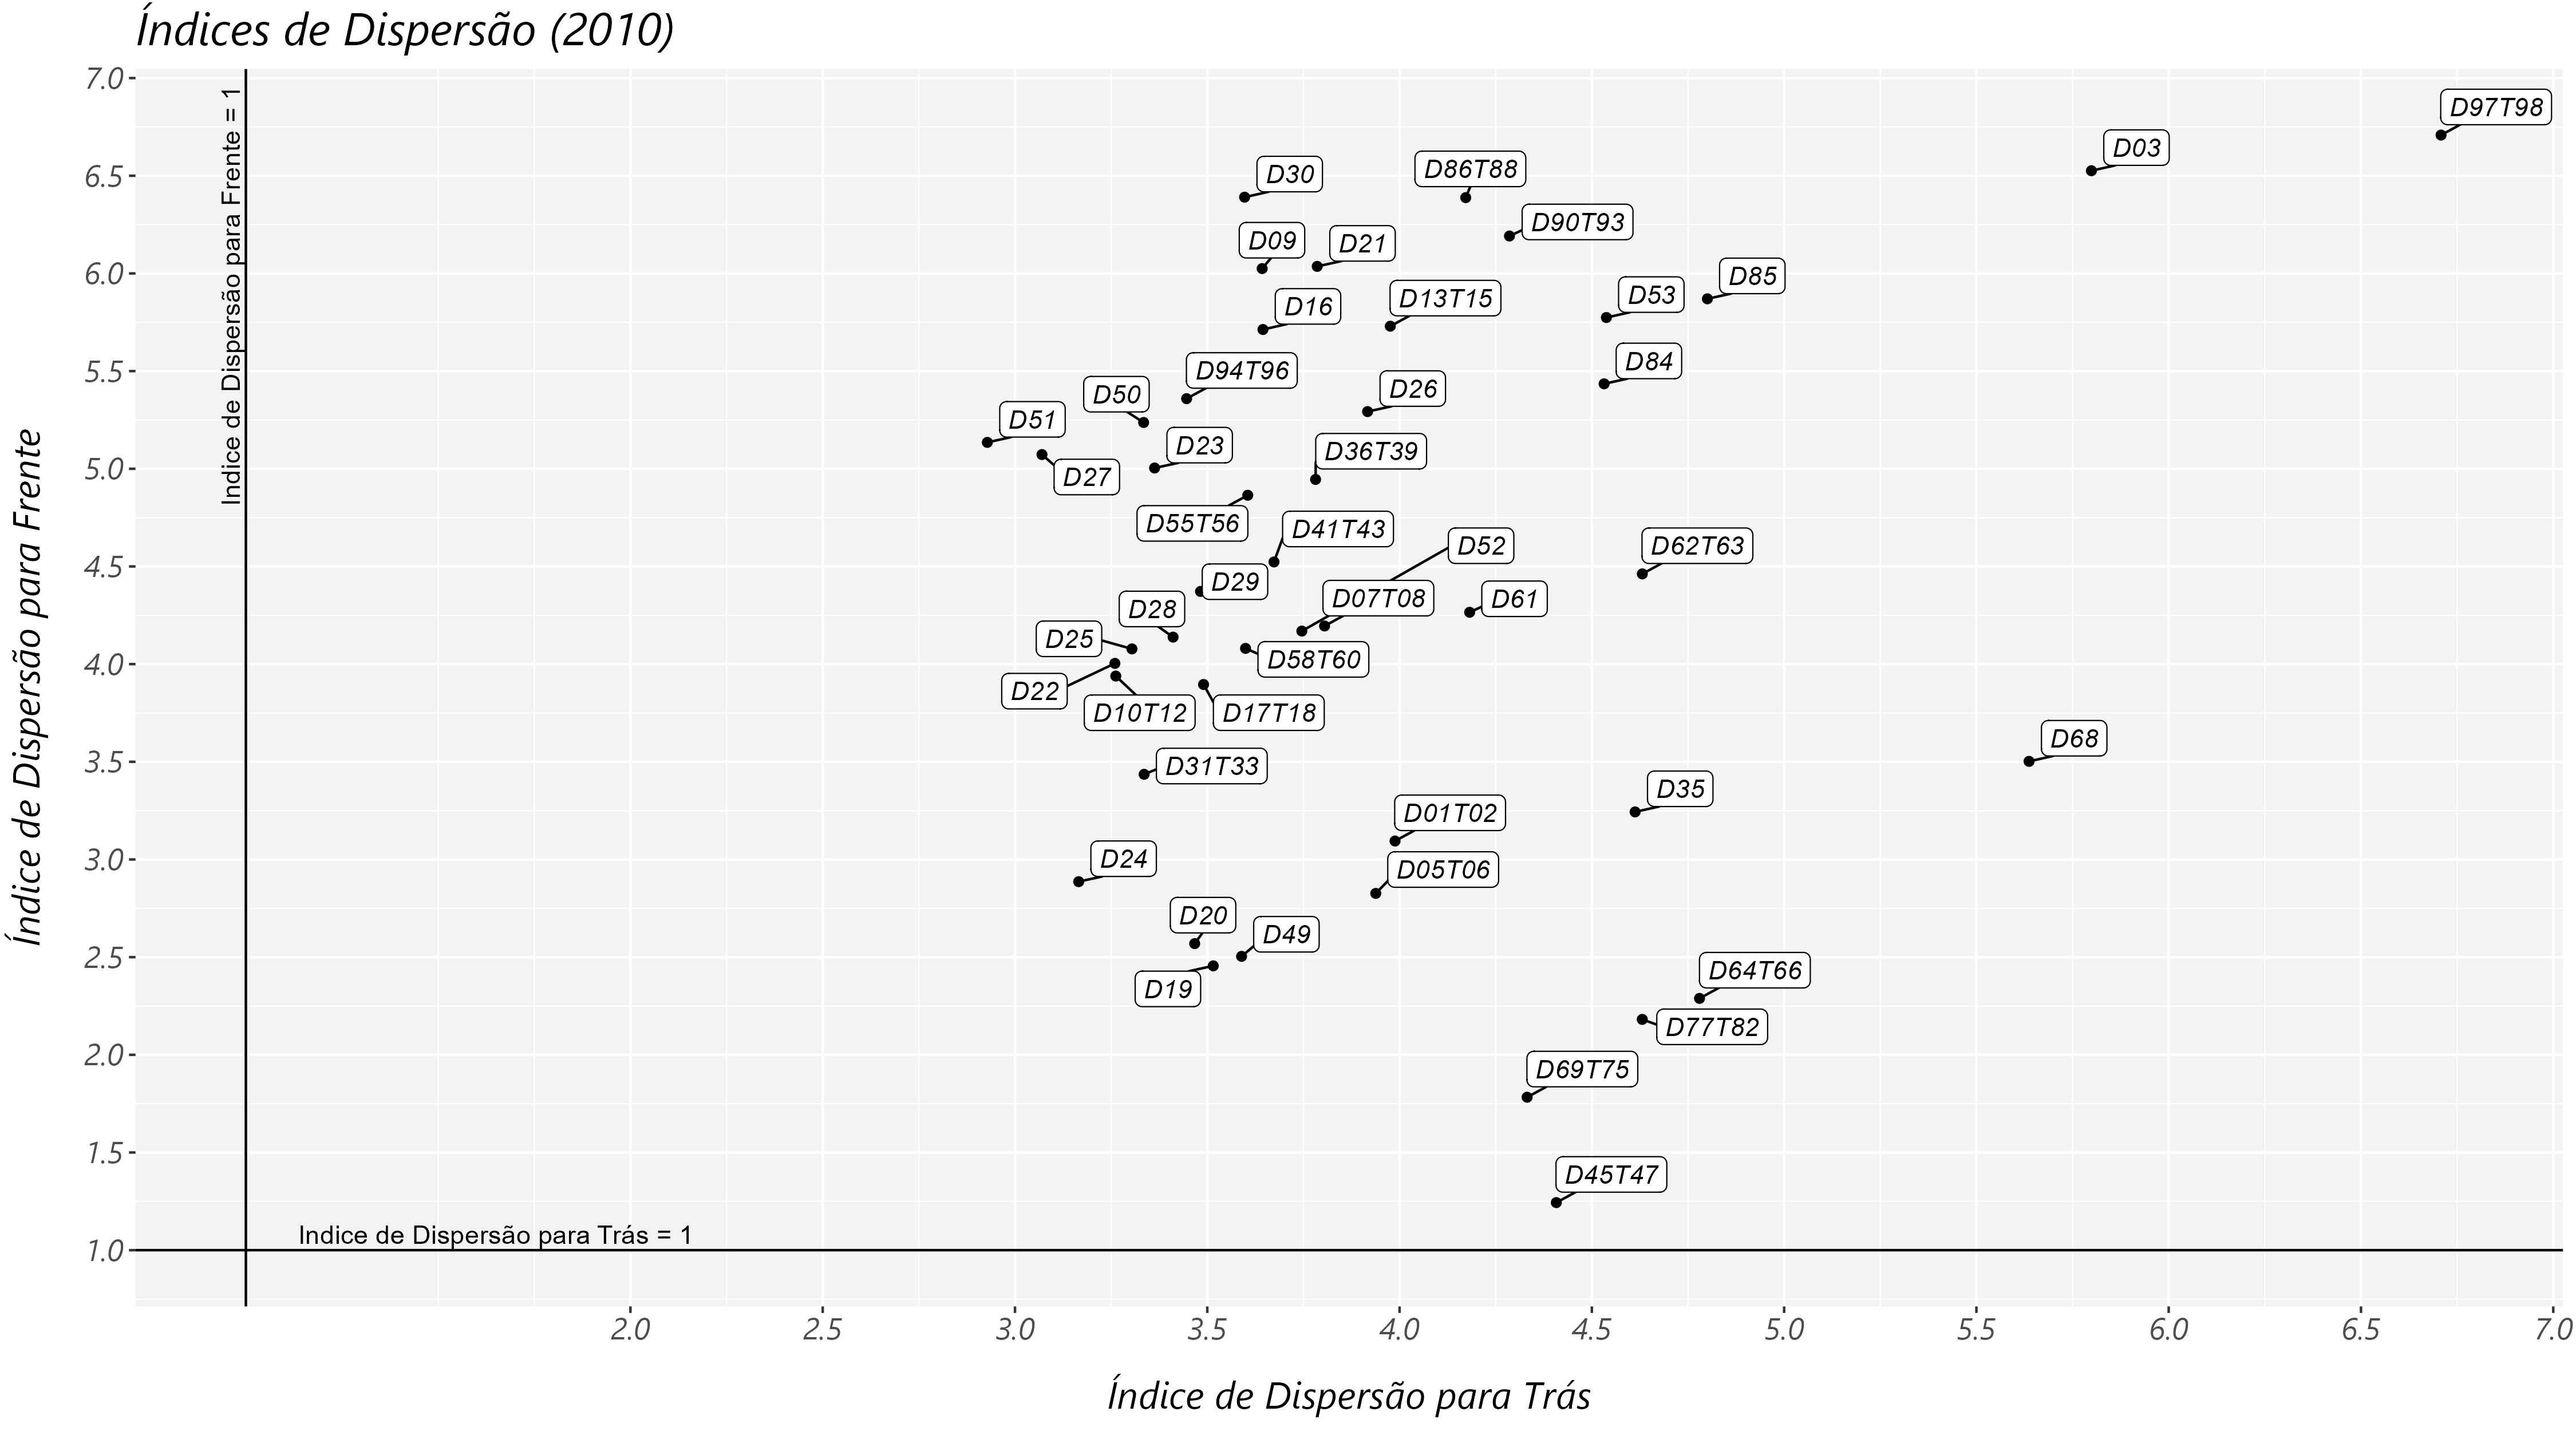 Índices de Dispersão (2010)
Índice de Dispersão para Frente
7.0
6.5
6.0
5.5
5.0
4.5
4.0
3.5
3.0
2.5
2.0
1.5
1.0
Indice de Dispersão para Frente = 1
Indice de Dispersão para Trás = 1
D97T98
D03
D86T88
D30
D90T93
D09
D21
D85
D53
D13T15
D16
D84
D94T96
D26
D50
D51
D23
D36T39
D27
D55T56
D41T43
D52
D62T63
D29
D07T08
D61
D28
D25
D58T60
D22
D10T12
D17T18
D68
D31T33
D35
D01T02
D24
D05T06
D20
D49
D64T66
D19
D77T82
D69T75
D45T47
2.0
2.5
3.0
3.5
4.0
4.5
5.0
5.5
6.0
6.5
7.0
Índice de Dispersão para Trás